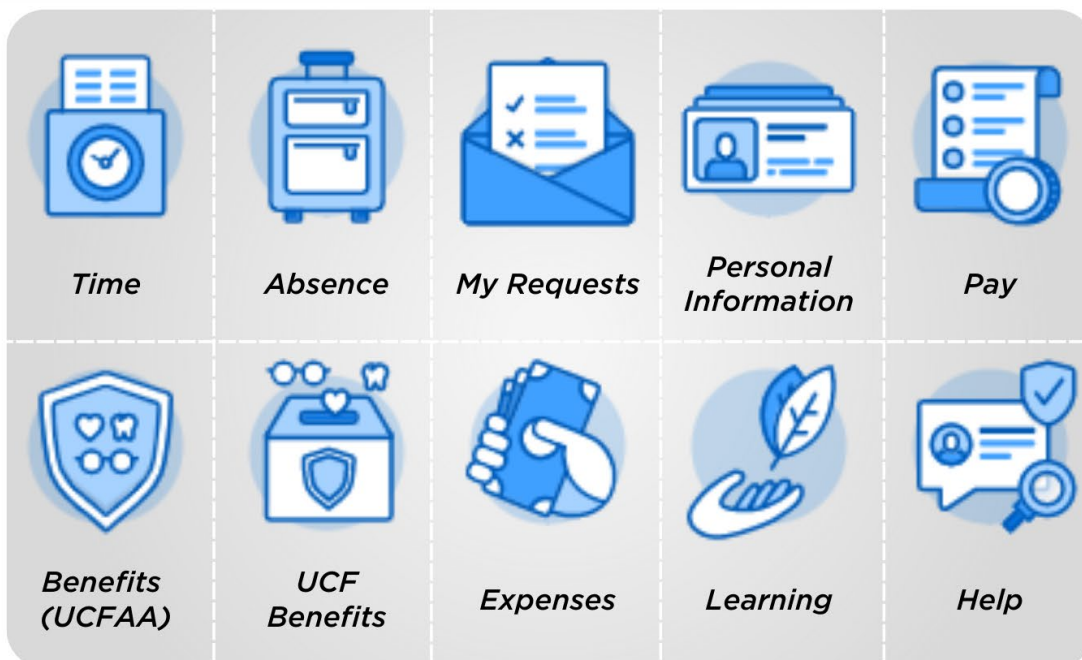 Time
Absence
My Requests
Personal
Information
Pay
Benefits
(UCFAA)
UCF
Benefits
Expenses
Learning
Help